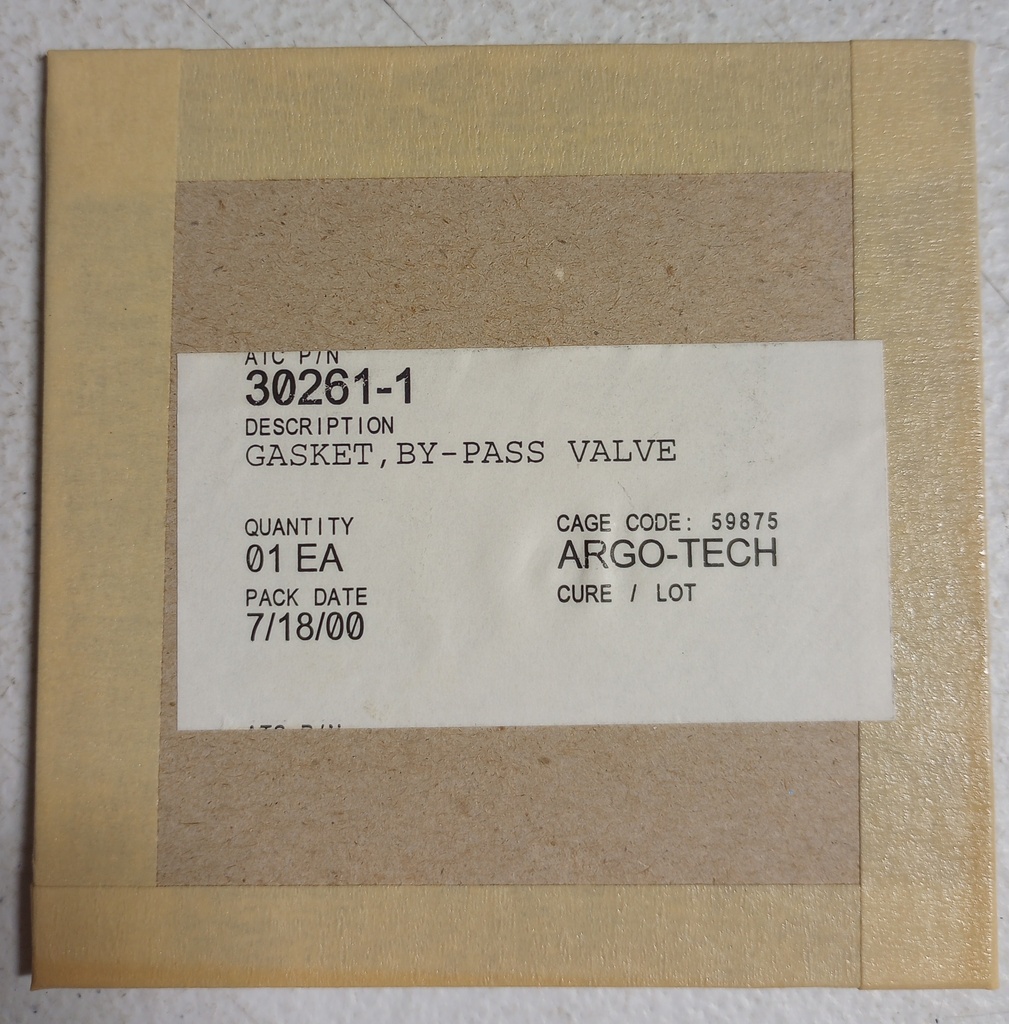 ATC P/N
30261-1
DESCRIPTION
GASKET,BY-PASS VALVE
QUANTITY
01 EA
PACK DATE
7/18/00
CAGE CODE: 59875
ARGO-TECH
CURE / LOT
ATC P/N